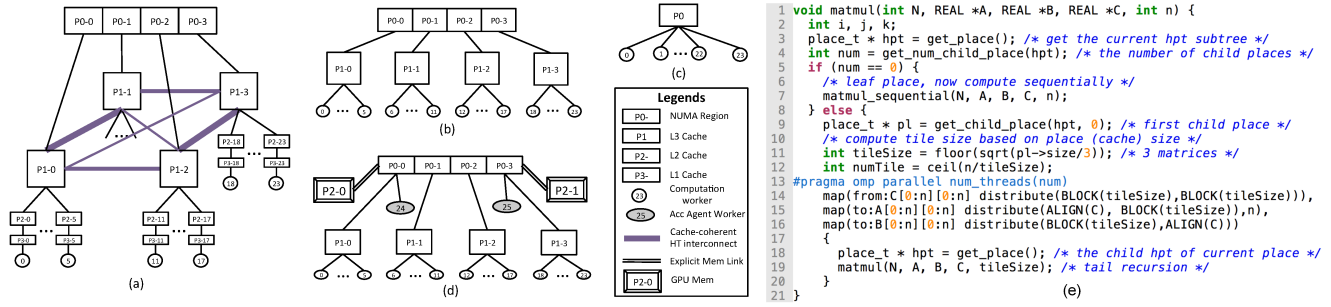 P0-0 P0-1 P0-2 P0-3
P1-1
P1-3
...
P1-0
P1-2
P2-18 ... P2-23
P3-18 P3-23
18 23
P2-0 ... P2-5
P3-0 P3-5
0 5
P2-11 ... P2-17
P3-11 P3-17
11 17
(a)
P0-0 P0-1 P0-2 P0-3
P1-0 P1-1 P1-2 P1-3
0 ... 5 6 ... 11 12 ... 17 18 ... 23
(b)
P0
0 1 ... 22 23
(c)
P0-0 P0-1 P0-2 P0-3
P2-0 P2-1
24 25
P1-0 P1-1 P1-2 P1-3
0 ... 5 6 ... 11 12 ... 17 18 ... 23
(d)
Legends
P0- NUMA Region
P1 L3 Cache
P2- L2 Cache
P3- L1 Cache
23 Computation
worker
25 Acc Agent Worker
Cache-coherent
HT interconnect
Explicit Mem Link
P2-0 GPU Mem
1 void matmul(int N, REAL *A, REAL *B, REAL *C, int n) {
2 int i, j, k;
3 place_t * hpt = get_place(); /* get the current hpt subtree */
4 int num = get_num_child_place(hpt); /* the number of child places */
5 if (num == 0) {
6 /* leaf place, now compute sequentially */
7 matmul_sequential(N, A, B, C, n);
8 } else {
9 place_t * pl = get_child_place(hpt, 0); /* first child place */
10 /* compute tile size based on place (cache) size */
11 int tileSize = floor(sqrt(pl->size/3)); /* 3 matrices */
12 int numTile = ceil(n/tileSize);
13 #pragma omp parallel num_threads(num)
14 map(from:C[0:n][0:n] distribute(BLOCK(tileSize),BLOCK(tileSize))),
15 map(to:A[0:n][0:n] distribute(ALIGN(C), BLOCK(tileSize)),n),
16 map(to:B[0:n][0:n] distribute(BLOCK(tileSize),ALIGN(C)))
17 {
18 place_t * hpt = get_place(); /* the child hpt of current place */
19 matmul(N, A, B, C, tileSize); /* tail recursion */
20 }
21 }
(e)